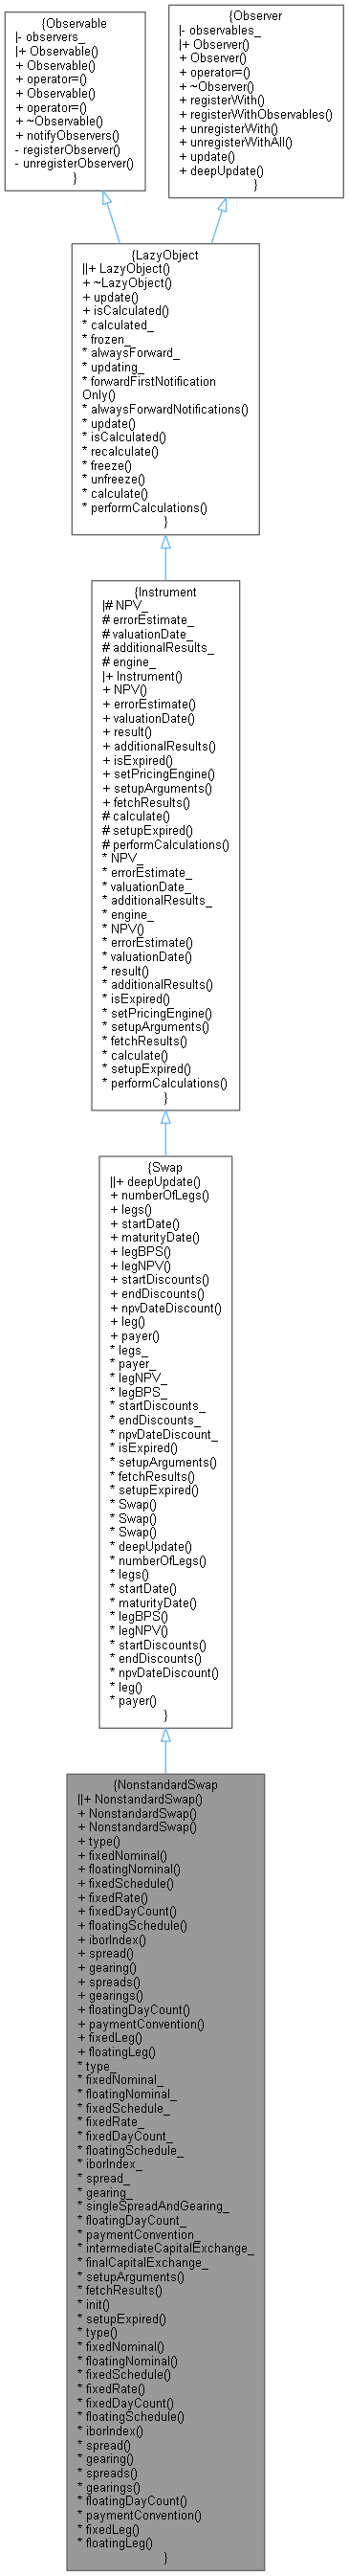 {Observable
|- observers_
|+ Observable()
+ Observable()
+ operator=()
+ Observable()
+ operator=()
+ ~Observable()
+ notifyObservers()
- registerObserver()
- unregisterObserver()
}
{Observer
|- observables_
|+ Observer()
+ Observer()
+ operator=()
+ ~Observer()
+ registerWith()
+ registerWithObservables()
+ unregisterWith()
+ unregisterWithAll()
+ update()
+ deepUpdate()
}
{LazyObject
||+ LazyObject()
+ ~LazyObject()
+ update()
+ isCalculated()
* calculated_
* frozen_
* alwaysForward_
* updating_
* forwardFirstNotification
Only()
* alwaysForwardNotifications()
* update()
* isCalculated()
* recalculate()
* freeze()
* unfreeze()
* calculate()
* performCalculations()
}
{Instrument
|# NPV_
# errorEstimate_
# valuationDate_
# additionalResults_
# engine_
|+ Instrument()
+ NPV()
+ errorEstimate()
+ valuationDate()
+ result()
+ additionalResults()
+ isExpired()
+ setPricingEngine()
+ setupArguments()
+ fetchResults()
# calculate()
# setupExpired()
# performCalculations()
* NPV_
* errorEstimate_
* valuationDate_
* additionalResults_
* engine_
* NPV()
* errorEstimate()
* valuationDate()
* result()
* additionalResults()
* isExpired()
* setPricingEngine()
* setupArguments()
* fetchResults()
* calculate()
* setupExpired()
* performCalculations()
}
{Swap
||+ deepUpdate()
+ numberOfLegs()
+ legs()
+ startDate()
+ maturityDate()
+ legBPS()
+ legNPV()
+ startDiscounts()
+ endDiscounts()
+ npvDateDiscount()
+ leg()
+ payer()
* legs_
* payer_
* legNPV_
* legBPS_
* startDiscounts_
* endDiscounts_
* npvDateDiscount_
* isExpired()
* setupArguments()
* fetchResults()
* setupExpired()
* Swap()
* Swap()
* Swap()
* deepUpdate()
* numberOfLegs()
* legs()
* startDate()
* maturityDate()
* legBPS()
* legNPV()
* startDiscounts()
* endDiscounts()
* npvDateDiscount()
* leg()
* payer()
}
{NonstandardSwap
||+ NonstandardSwap()
+ NonstandardSwap()
+ NonstandardSwap()
+ type()
+ fixedNominal()
+ floatingNominal()
+ fixedSchedule()
+ fixedRate()
+ fixedDayCount()
+ floatingSchedule()
+ iborIndex()
+ spread()
+ gearing()
+ spreads()
+ gearings()
+ floatingDayCount()
+ paymentConvention()
+ fixedLeg()
+ floatingLeg()
* type_
* fixedNominal_
* floatingNominal_
* fixedSchedule_
* fixedRate_
* fixedDayCount_
* floatingSchedule_
* iborIndex_
* spread_
* gearing_
* singleSpreadAndGearing_
* floatingDayCount_
* paymentConvention_
* intermediateCapitalExchange_
* finalCapitalExchange_
* setupArguments()
* fetchResults()
* init()
* setupExpired()
* type()
* fixedNominal()
* floatingNominal()
* fixedSchedule()
* fixedRate()
* fixedDayCount()
* floatingSchedule()
* iborIndex()
* spread()
* gearing()
* spreads()
* gearings()
* floatingDayCount()
* paymentConvention()
* fixedLeg()
* floatingLeg()
}